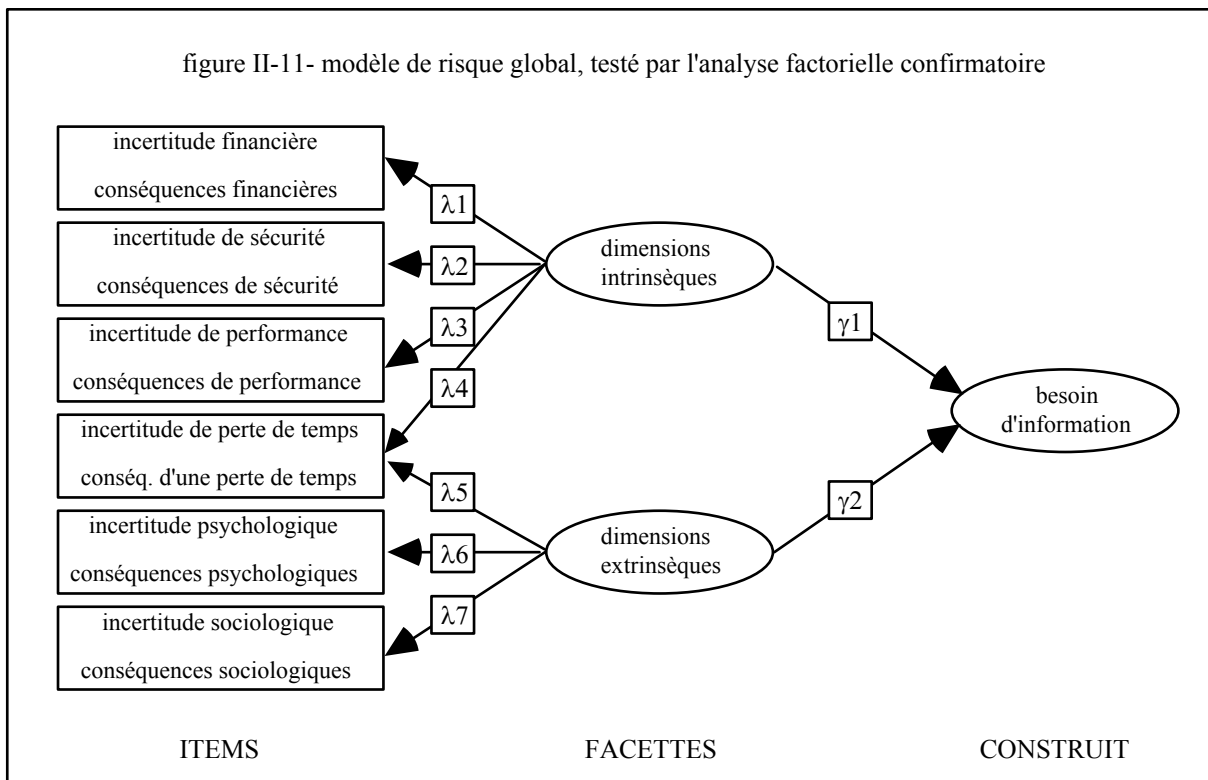 figure II-11- modèle de risque global, testé par l'analyse factorielle confirmatoire
incertitude financière
conséquences financières
incertitude de sécurité
conséquences de sécurité
incertitude de performance
conséquences de performance
incertitude de perte de temps
conséq. d'une perte de temps
incertitude psychologique
conséquences psychologiques
incertitude sociologique
conséquences sociologiques
λ1
λ2
λ3
λ4
λ5
λ6
λ7
dimensions
intrinsèques
dimensions
extrinsèques
γ1
γ2
besoin
d'information
ITEMS
FACETTES
CONSTRUIT